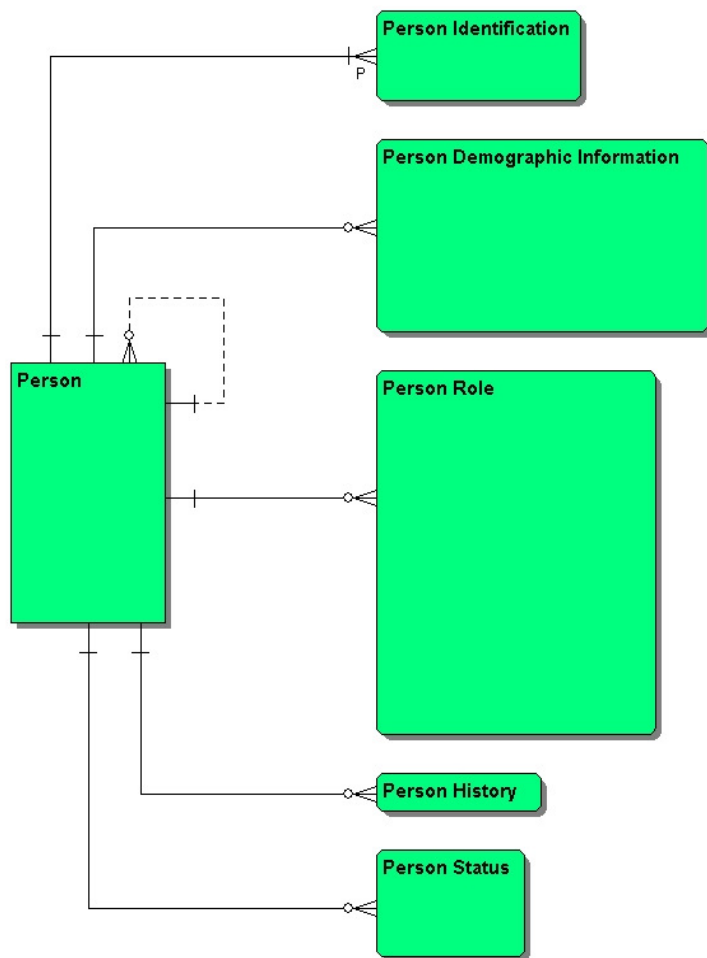 Person Identification
P
Person Demographic Information
Person
Person Role
Person History
Person Status